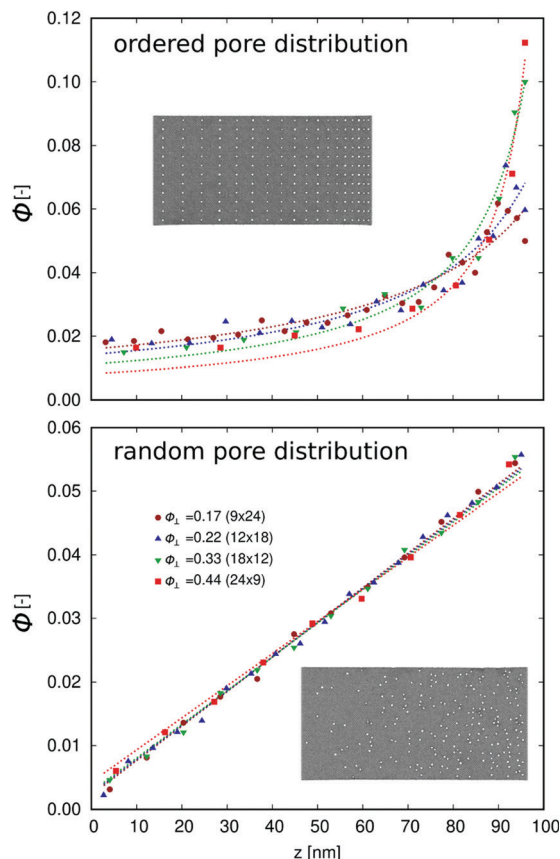 ordered pore distribution
0.12
0.10
0.08
0.06
0.04
0.02
0.00
Φ [-]
random pore distribution
0.06
0.05
0.04
0.03
0.02
0.01
0.00
Φ [-]
Φ⊥ =0.17 (9x24)
Φ⊥ =0.22 (12x18)
Φ⊥ =0.33 (18x12)
Φ⊥ =0.44 (24x9)
0 10 20 30 40 50 60 70 80 90 100
z [nm]